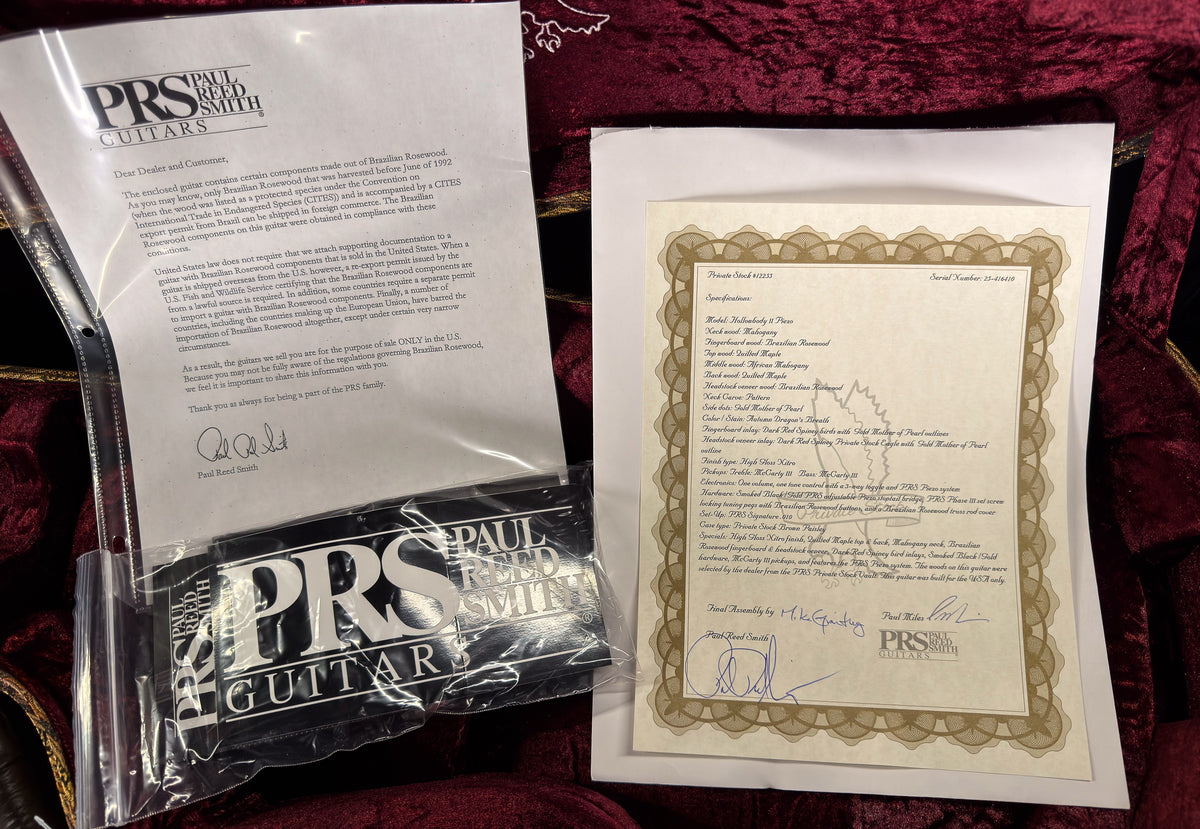 PRS PAUL
REED
SMITH
GUITARS
Dear Dealer and Customer,
The enclosed guitar contains certain components made out of Brazilian Rosewood.
As you may know, only Brazilian Rosewood that was harvested before June of 1992
(when the wood was listed as a protected species under the Convention on
International Trade in Endangered Species (CITES)) and is accompanied by a CITES
export permit from Brazil can be shipped in foreign commerce. The Brazilian
Rosewood components on this guitar were obtained in compliance with these
conditions.
United States law does not require that we attach supporting documentation to a
guitar with Brazilian Rosewood components that is sold in the United States. When a
guitar is shipped overseas from the U.S. however, a re-export permit issued by the
U.S. Fish and Wildlife Service certifying that the Brazilian Rosewood components are
from a lawful source is required. In addition, some countries require a separate permit
to import a guitar with Brazilian Rosewood components. Finally, a number of
countries, including the countries making up the European Union, have barred the
importation of Brazilian Rosewood altogether, except under certain very narrow
circumstances.
As a result, the guitars we sell you are for the purpose of sale ONLY in the U.S.
Because you may not be fully aware of the regulations governing Brazilian Rosewood,
we feel it is important to share this information with you.
Thank you as always for being a part of the PRS family.
Paul Reed Smith
PRS PAUL
REED
SMITH
PRS PAUL
REED
SMITH®
GUITARS
Private Stock #12255
Serial Number: 25-416410
Specifications:
Model: Hollowbody II Piezo
Neck wood: Mahogany
Fingerboard wood: Brazilian Rosewood
Top wood: Quilted Maple
Middle wood: African Mahogany
Back wood: Quilted Maple
Headstock veneer wood: Brazilian Rosewood
Neck Carve: Pattern
Side dots: Gold Mother of Pearl
Color / Stain: Autumn Dragon's Breath
Fingerboard inlay: Dark Red Spiney birds with Gold Mother of Pearl outlines
Headstock veneer inlay: Dark Red Spiney Private Stock Eagle with Gold Mother of Pearl
outline
Finish type: High Gloss Nitro
Pickups: Treble: McCarty III Bass: McCarty III
Electronics: One volume, one tone control with a 3-way toggle and PRS Piezo system
Hardware: Smoked Black/Gold PRS adjustable Piezo stoptail bridge, PRS Phase III set screw
locking tuning pegs with Brazilian Rosewood buttons, and a Brazilian Rosewood truss rod cover
Set-Up: PRS Signature .010
Case type: Private Stock Brown Paisley
Specials: High Gloss Nitro finish, Quilted Maple top & back, Mahogany neck, Brazilian
Rosewood fingerboard & headstock veneer, Dark Red Spiney bird inlays, Smoked Black/Gold
hardware, McCarty III pickups, and features the PRS Piezo system. The woods on this guitar were
selected by the dealer from the PRS Private Stock Vault. This guitar was built for the USA only.
Final Assembly by
Paul Miles
Paul Reed Smith
PRS PAUL
REED
SMITH
GUITARS